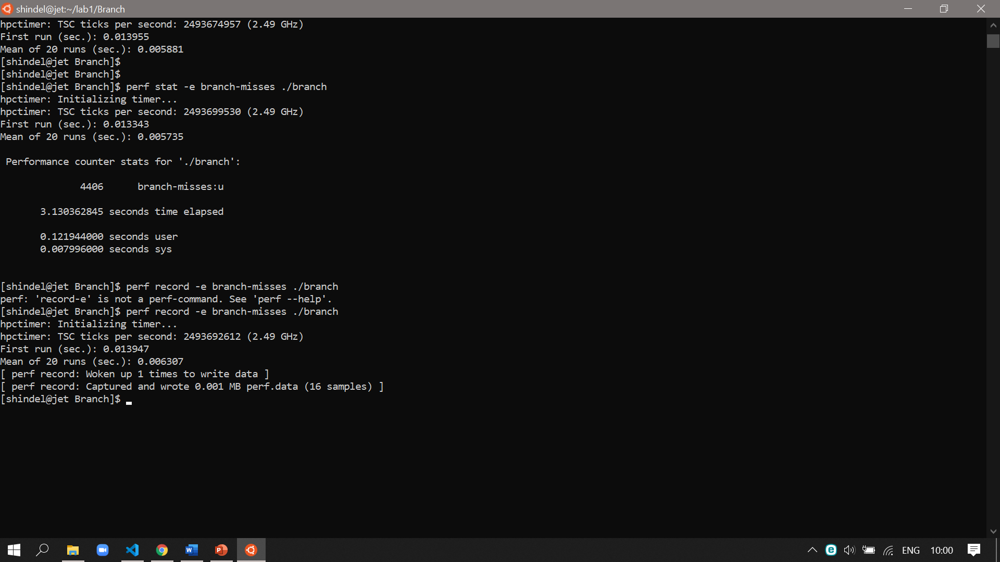 shindel@jet:~/lab1/Branch
hpctimer: TSC ticks per second: 2493674957 (2.49 GHz)
First run (sec.): 0.013955
Mean of 20 runs (sec.): 0.005881
[shindel@jet Branch]$
[shindel@jet Branch]$
[shindel@jet Branch]$ perf stat -e branch-misses ./branch
hpctimer: Initializing timer...
hpctimer: TSC ticks per second: 2493699530 (2.49 GHz)
First run (sec.): 0.013343
Mean of 20 runs (sec.): 0.005735
Performance counter stats for './branch':
4406      branch-misses:u
3.130362845 seconds time elapsed
0.121944000 seconds user
0.007996000 seconds sys
[shindel@jet Branch]$ perf record -e branch-misses ./branch
perf: 'record-e' is not a perf-command. See 'perf --help'.
[shindel@jet Branch]$ perf record -e branch-misses ./branch
hpctimer: Initializing timer...
hpctimer: TSC ticks per second: 2493692612 (2.49 GHz)
First run (sec.): 0.013947
Mean of 20 runs (sec.): 0.006307
[ perf record: Woken up 1 times to write data ]
[ perf record: Captured and wrote 0.001 MB perf.data (16 samples) ]
[shindel@jet Branch]$
W
P
e
ENG
10:00